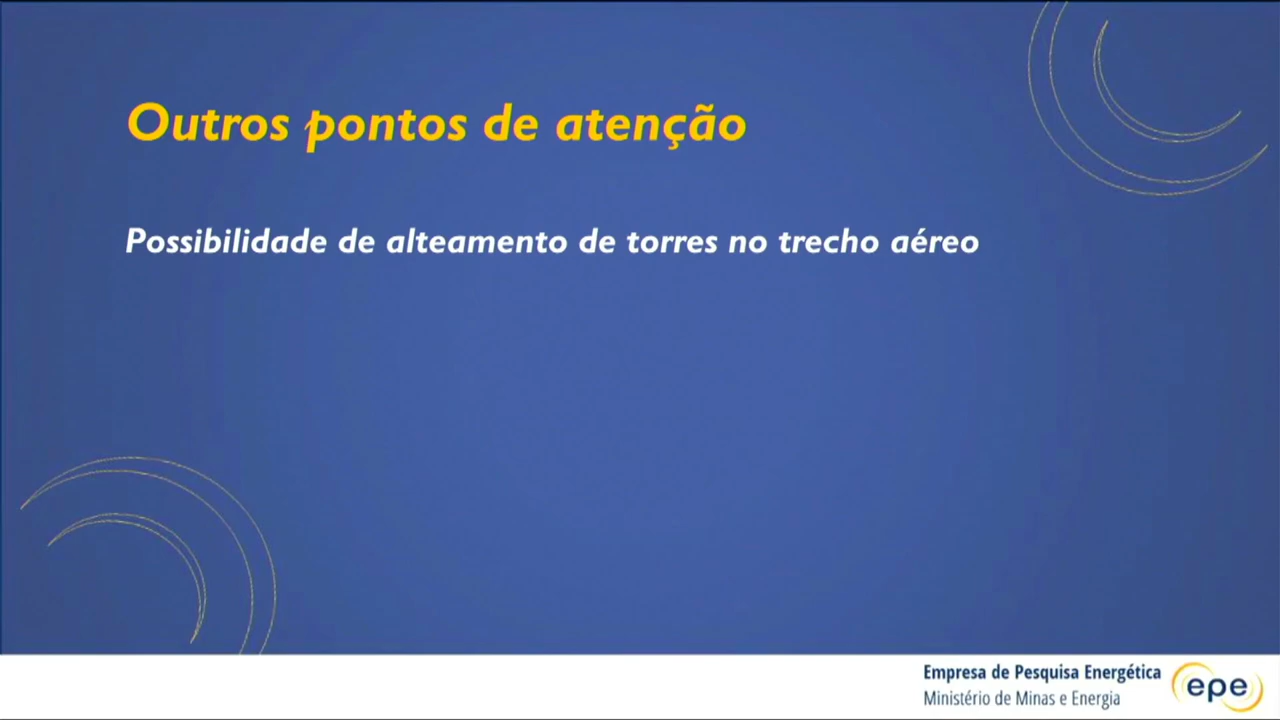 Outros pontos de atenção
Possibilidade de alteamento de torres no trecho aéreo
Empresa de Pesquisa Energética
Ministério de Minas e Energia
epe